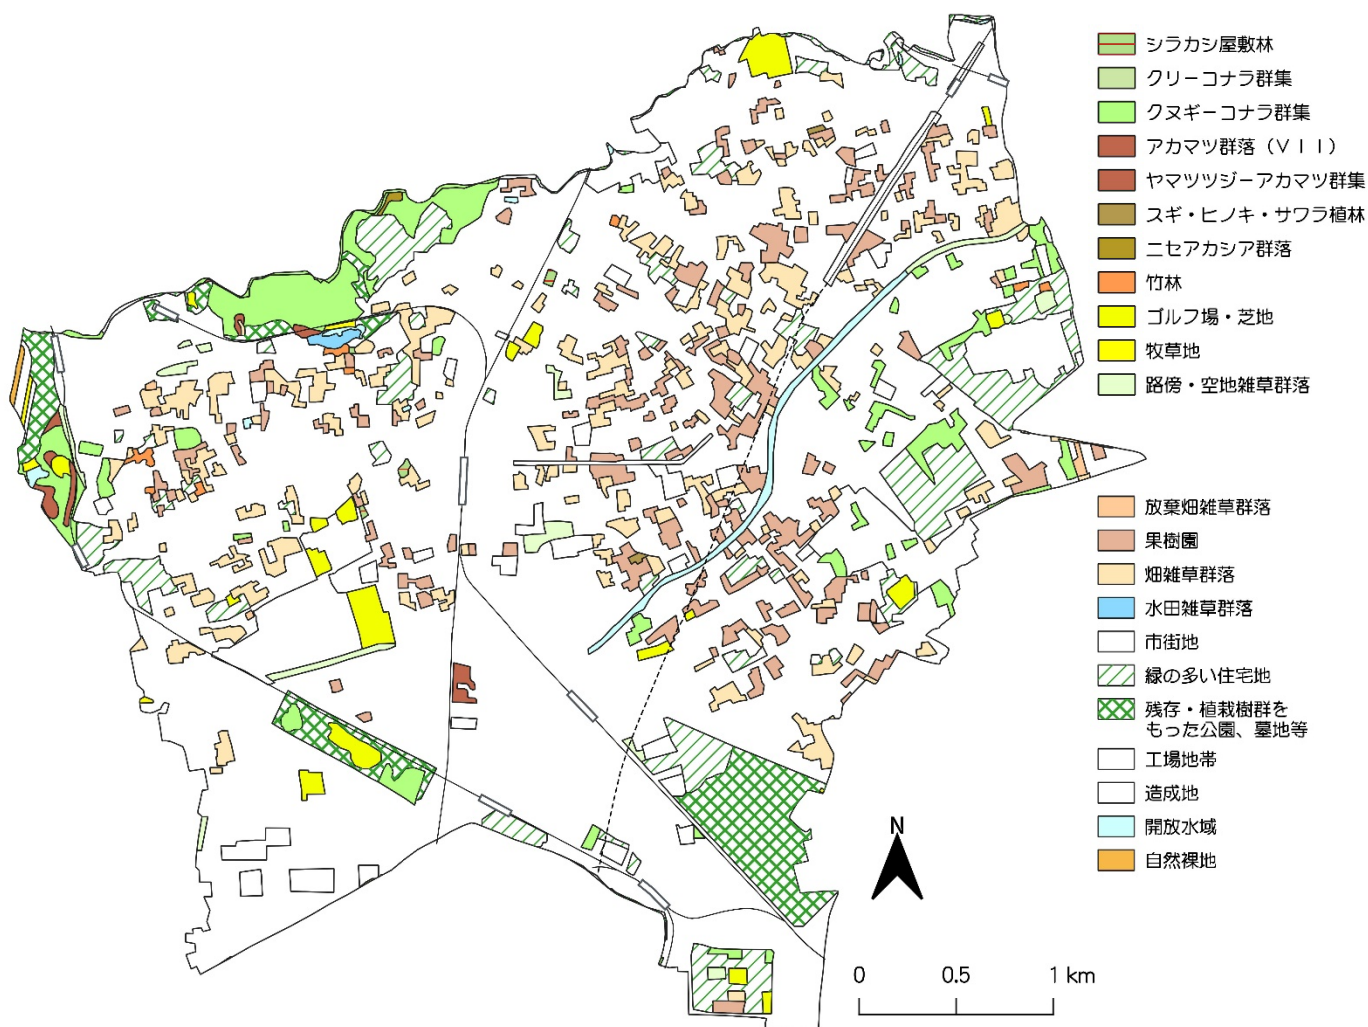 シラカシ屋敷林
クリーコナラ群集
クヌギーコナラ群集
アカマツ群落（ＶＩＩ）
ヤマツツジーアカマツ群集
スギ・ヒノキ・サワラ植林
ニセアカシア群落
竹林
ゴルフ場・芝地
牧草地
路傍・空地雑草群落
放棄畑雑草群落
果樹園
畑雑草群落
水田雑草群落
市街地
緑の多い住宅地
残存・植栽樹群を
もった公園、墓地等
工場地帯
造成地
開放水域
自然裸地
N
0 0.5 1 km